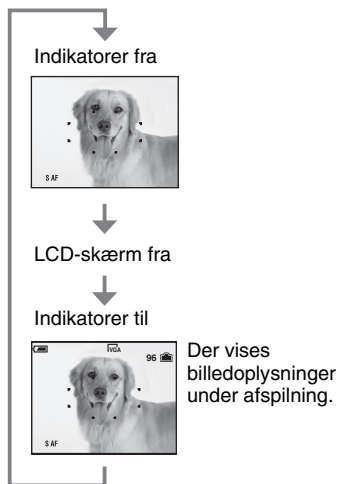 Indikatorer fra
S AF
LCD-skærm fra
Indikatorer til
VGA
96
S AF
Der vises
billedoplysninger
under afspilning.